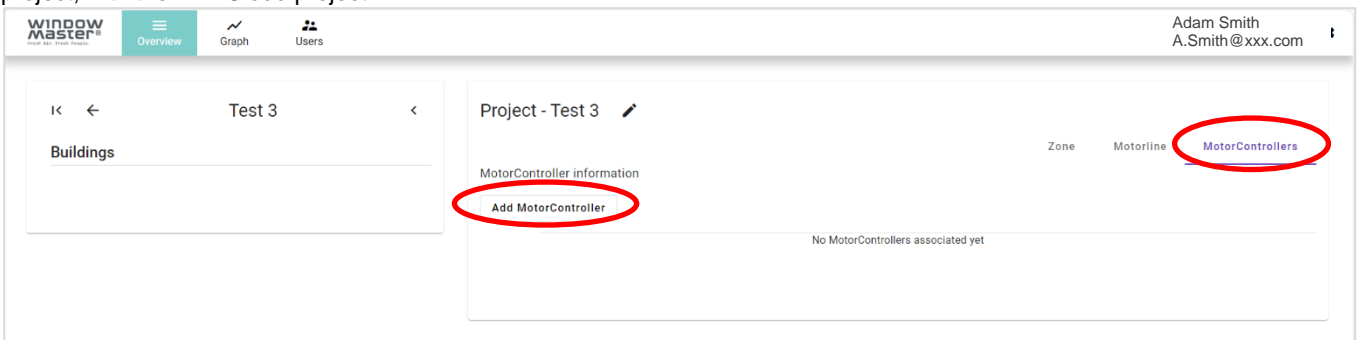 WINDOW
MASTER®
Fresh Air. Fresh People.
Overview
Graph
Users
Adam Smith
A.Smith@xxx.com
Test 3
Buildings
Project - Test 3
Zone
Motorline
MotorControllers
MotorController information
Add MotorController
No MotorControllers associated yet